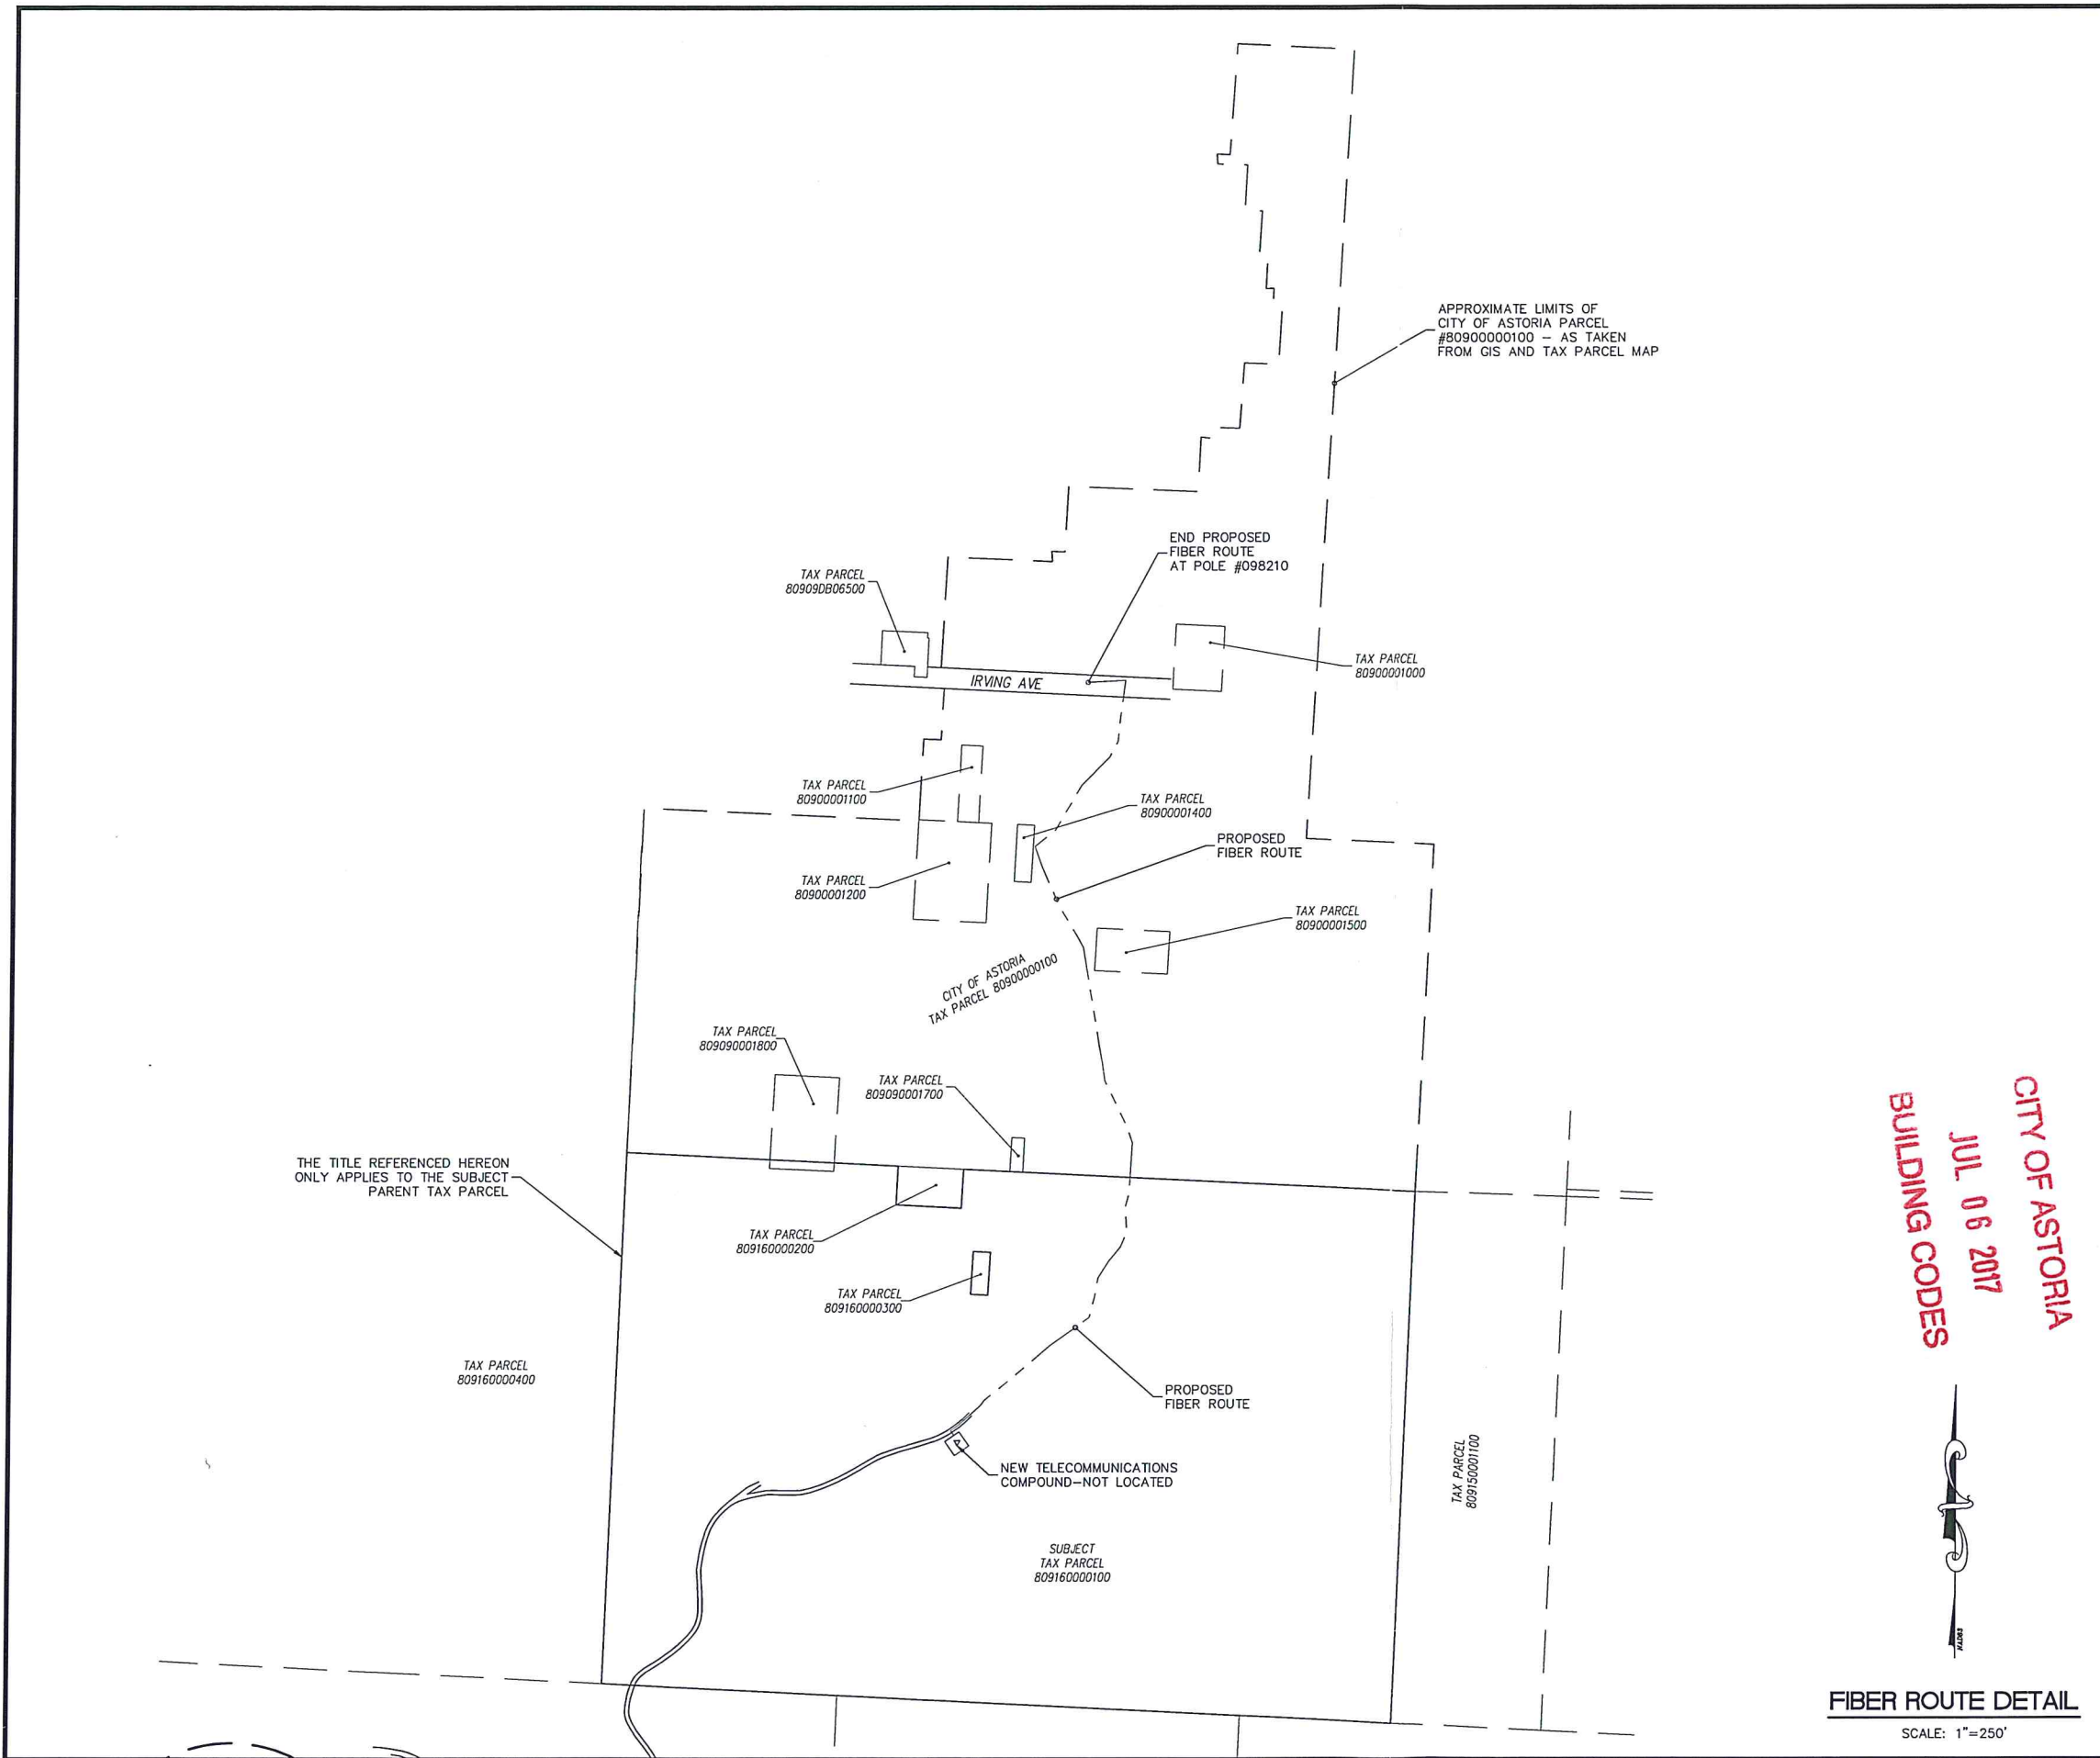 APPROXIMATE LIMITS OF
CITY OF ASTORIA PARCEL
#80900000100 – AS TAKEN
FROM GIS AND TAX PARCEL MAP
END PROPOSED
FIBER ROUTE
AT POLE #098210
TAX PARCEL
80909DB06500
TAX PARCEL
80900001000
IRVING AVE
TAX PARCEL
80900001100
TAX PARCEL
80900001400
PROPOSED
FIBER ROUTE
TAX PARCEL
80900001200
TAX PARCEL
80900001500
CITY OF ASTORIA
TAX PARCEL 80900000100
TAX PARCEL
809090001800
TAX PARCEL
809090001700
THE TITLE REFERENCED HEREON
ONLY APPLIES TO THE SUBJECT
PARENT TAX PARCEL
TAX PARCEL
809160000200
TAX PARCEL
809160000300
TAX PARCEL
809160000400
PROPOSED
FIBER ROUTE
NEW TELECOMMUNICATIONS
COMPOUND–NOT LOCATED
TAX PARCEL
809150001100
SUBJECT
TAX PARCEL
809160000100
CITY OF ASTORIA
JUL 06 2017
BUILDING CODES
NAD83
FIBER ROUTE DETAIL
SCALE: 1"=250'